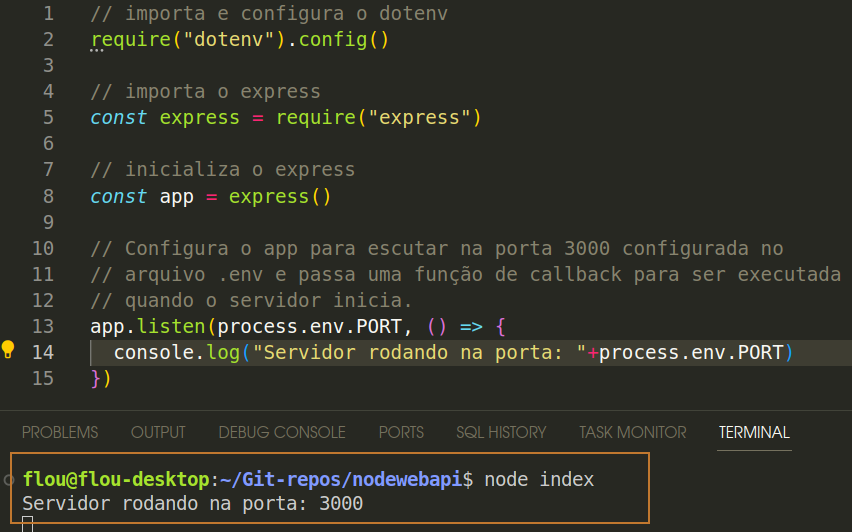 1 // importa e configura o dotenv
2 require("dotenv").config()
3
4 // importa o express
5 const express = require("express")
6
7 // inicializa o express
8 const app = express()
9
10 // Configura o app para escutar na porta 3000 configurada no
11 // arquivo .env e passa uma função de callback para ser executada
12 // quando o servidor inicia.
13 app.listen(process.env.PORT, () => {
14 console.log("Servidor rodando na porta: "+process.env.PORT)
15 })
PROBLEMS OUTPUT DEBUG CONSOLE PORTS SQL HISTORY TASK MONITOR TERMINAL
flou@flou-desktop:~/Git-repos/nodewebapi$ node index
Servidor rodando na porta: 3000